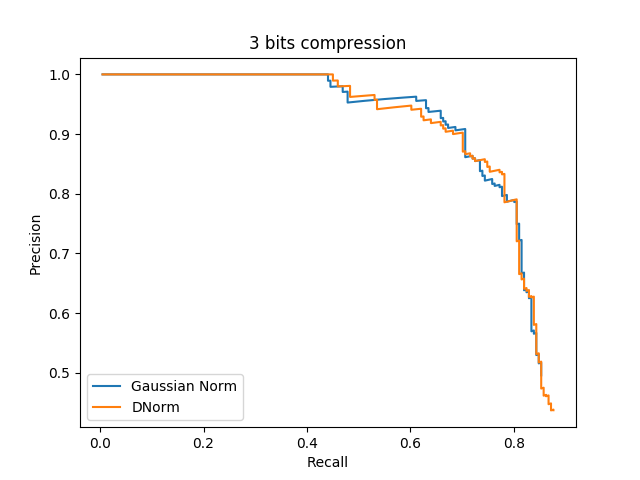 3 bits compression
1.0
0.9
0.8
0.7
0.6
0.5
Precision
Gaussian Norm
DNorm
0.0 0.2 0.4 0.6 0.8
Recall